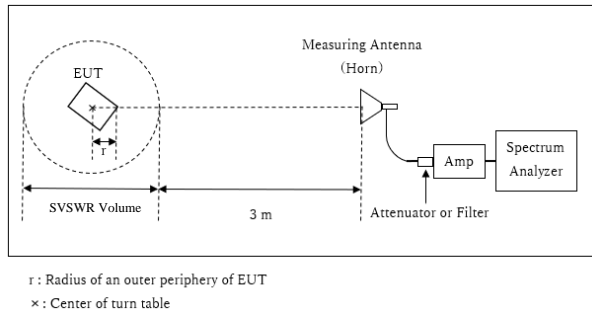 Measuring Antenna
(Horn)
EUT
×
r
Amp
Spectrum
Analyzer
SVSWR Volume
3 m
Attenuator or Filter
r : Radius of an outer periphery of EUT
× : Center of turn table